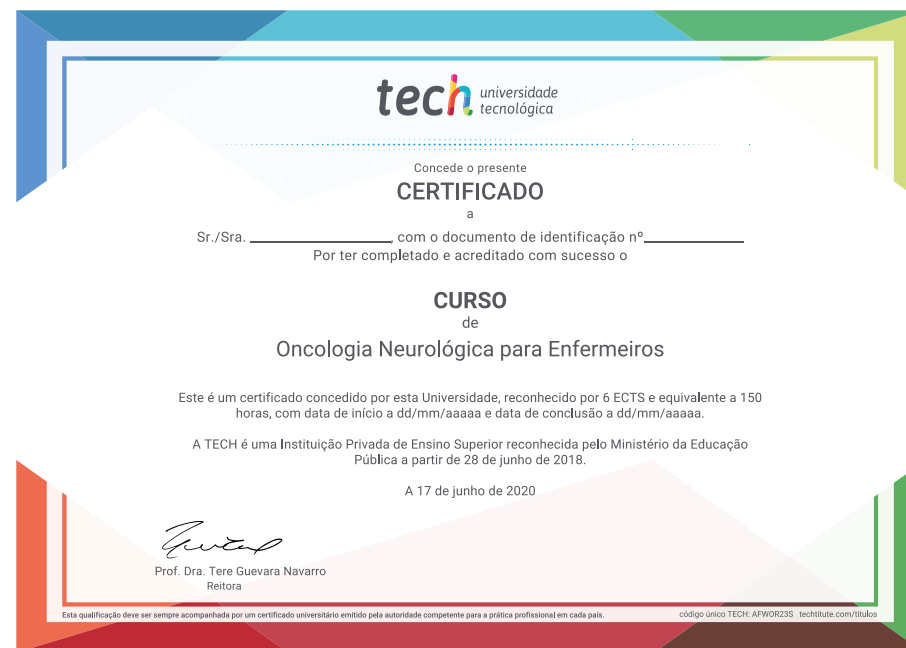 tech universidade
tecnológica
Concede o presente
CERTIFICADO
a
Sr./Sra. , com o documento de identificação nº
Por ter completado e acreditado com sucesso o
CURSO
de
Oncologia Neurológica para Enfermeiros
Este é um certificado concedido por esta Universidade, reconhecido por 6 ECTS e equivalente a 150
horas, com data de início a dd/mm/aaaaa e data de conclusão a dd/mm/aaaaa.
A TECH é uma Instituição Privada de Ensino Superior reconhecida pelo Ministério da Educação
Pública a partir de 28 de junho de 2018.
A 17 de junho de 2020
Prof. Dra. Tere Guevara Navarro
Reitora
Esta qualificação deve ser sempre acompanhada por um certificado universitário emitido pela autoridade competente para a prática profissional em cada país. código único TECH: AFWOR23S techtitute.com/titulos